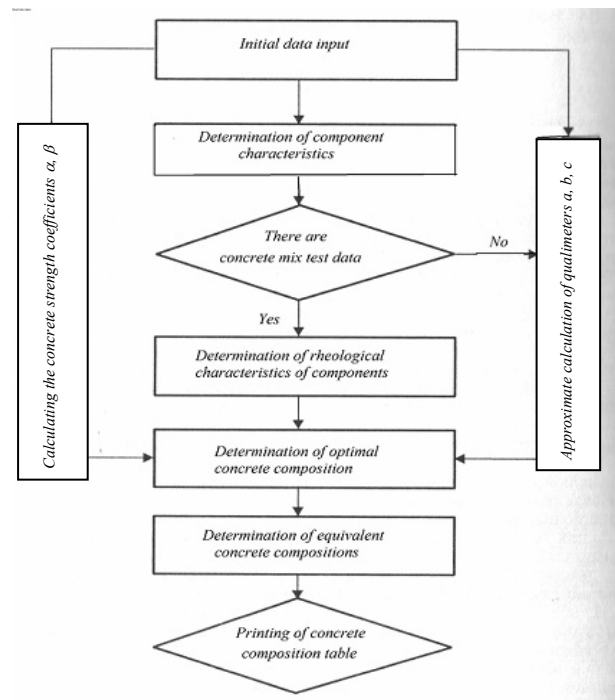 Initial data input
Determination of component
characteristics
There are
concrete mix test data
No
Yes
Determination of rheological
characteristics of components
Determination of optimal
concrete composition
Determination of equivalent
concrete compositions
Printing of concrete
composition table
Calculating the concrete strength coefficients α, β
Approximate calculation of qualimeters a, b, c